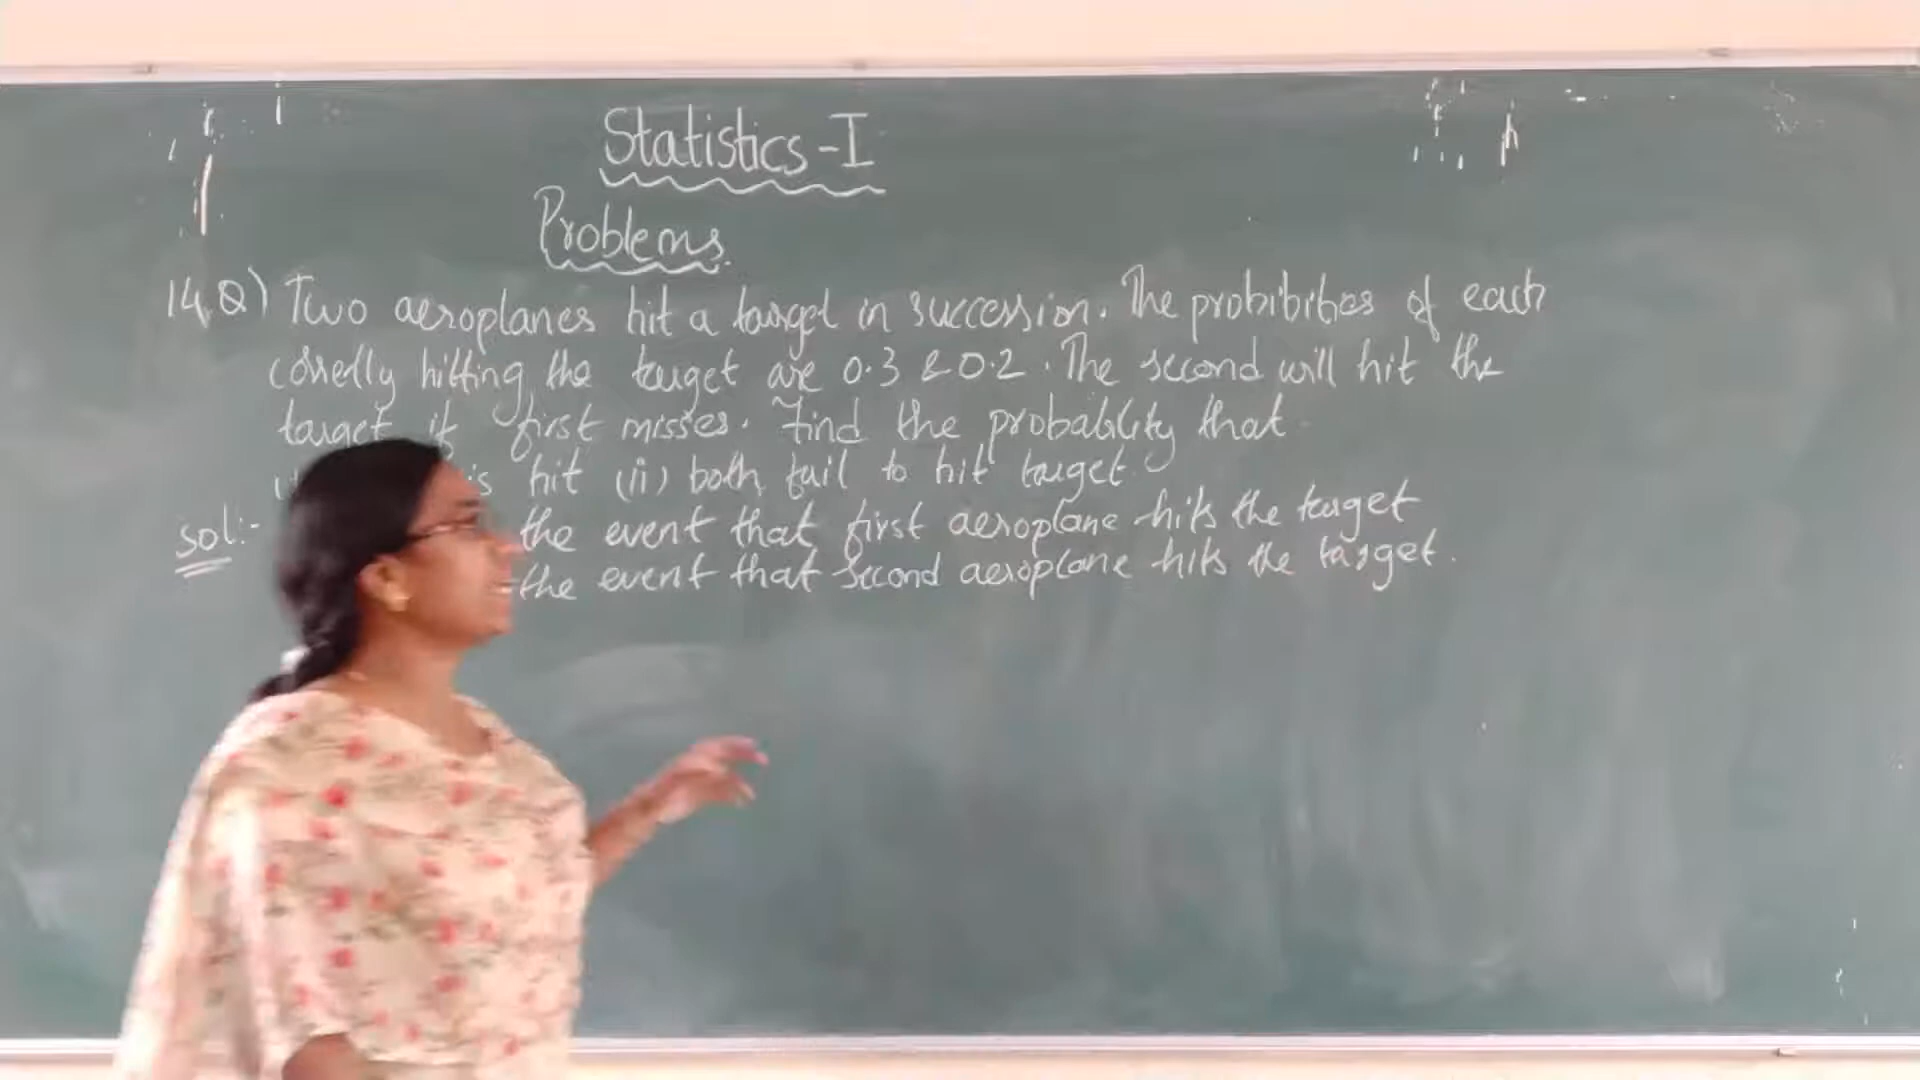 Statistics-I
Problems.
14.Q) Two aeroplanes hit a target in succession. The probibities of each
correctly hitting the target are 0.3 & 0.2. The second will hit the
target if first misses. Find the probability that
hit (ii) both fail to hit target.
sol:- the event that first aeroplane hits the target
=the event that second aeroplane hits the target.